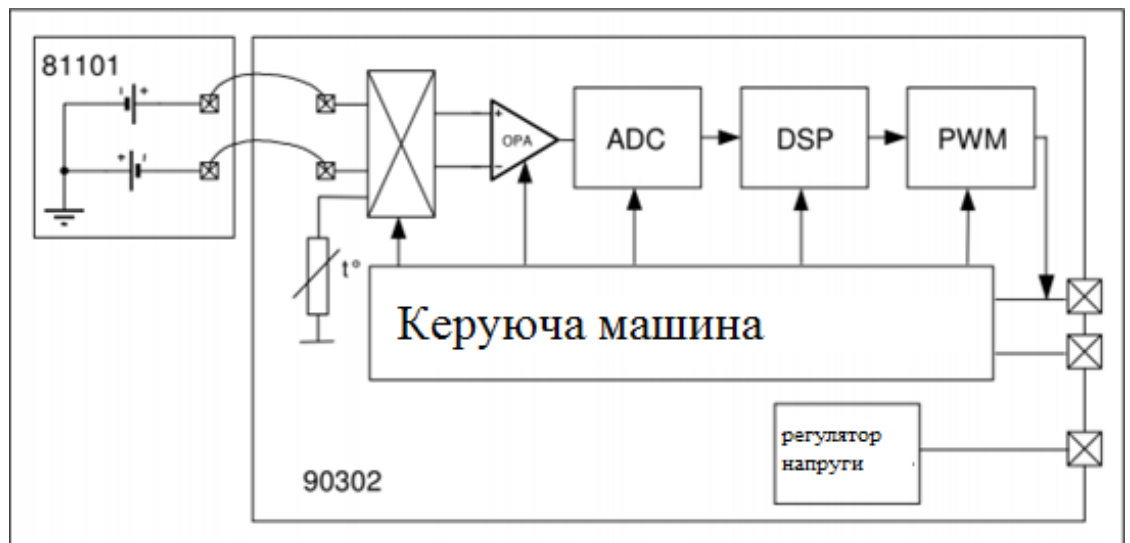 81101
- +
+ -
OPA
ADC
DSP
PWM
+
-
t°
Керуюча машина
регулятор
напруги
90302